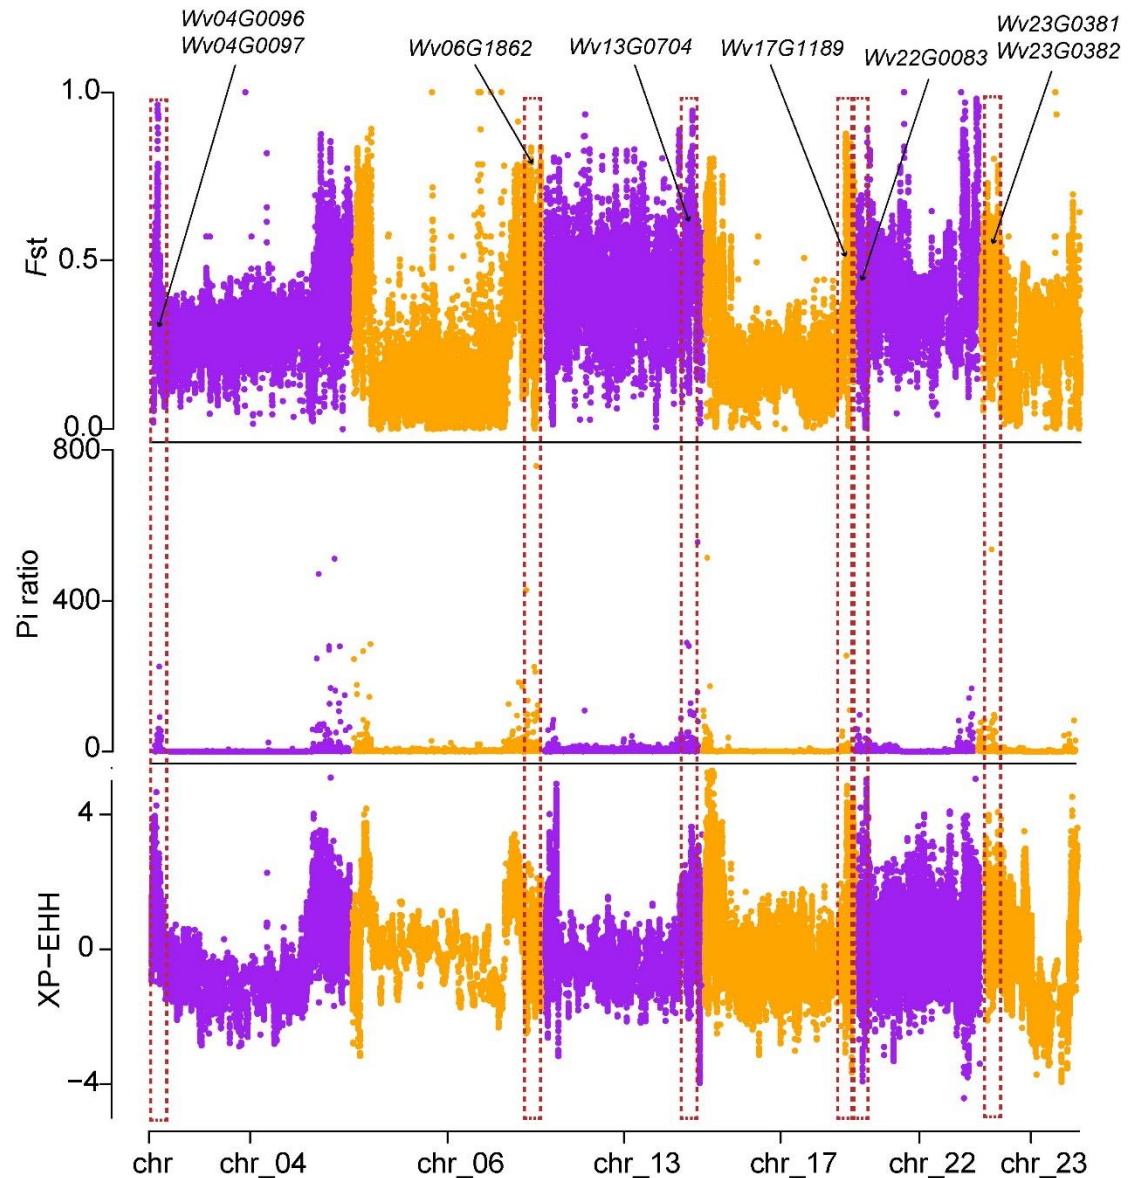 Wv04G0096
Wv04G0097
Wv06G1862
Wv13G0704
Wv17G1189
Wv22G0083
Wv23G0381
Wv23G0382
1.0
0.5
0.0
Fst
800
400
0
Pi ratio
4
0
−4
XP−EHH
chr
chr_04
chr_06
chr_13
chr_17
chr_22
chr_23